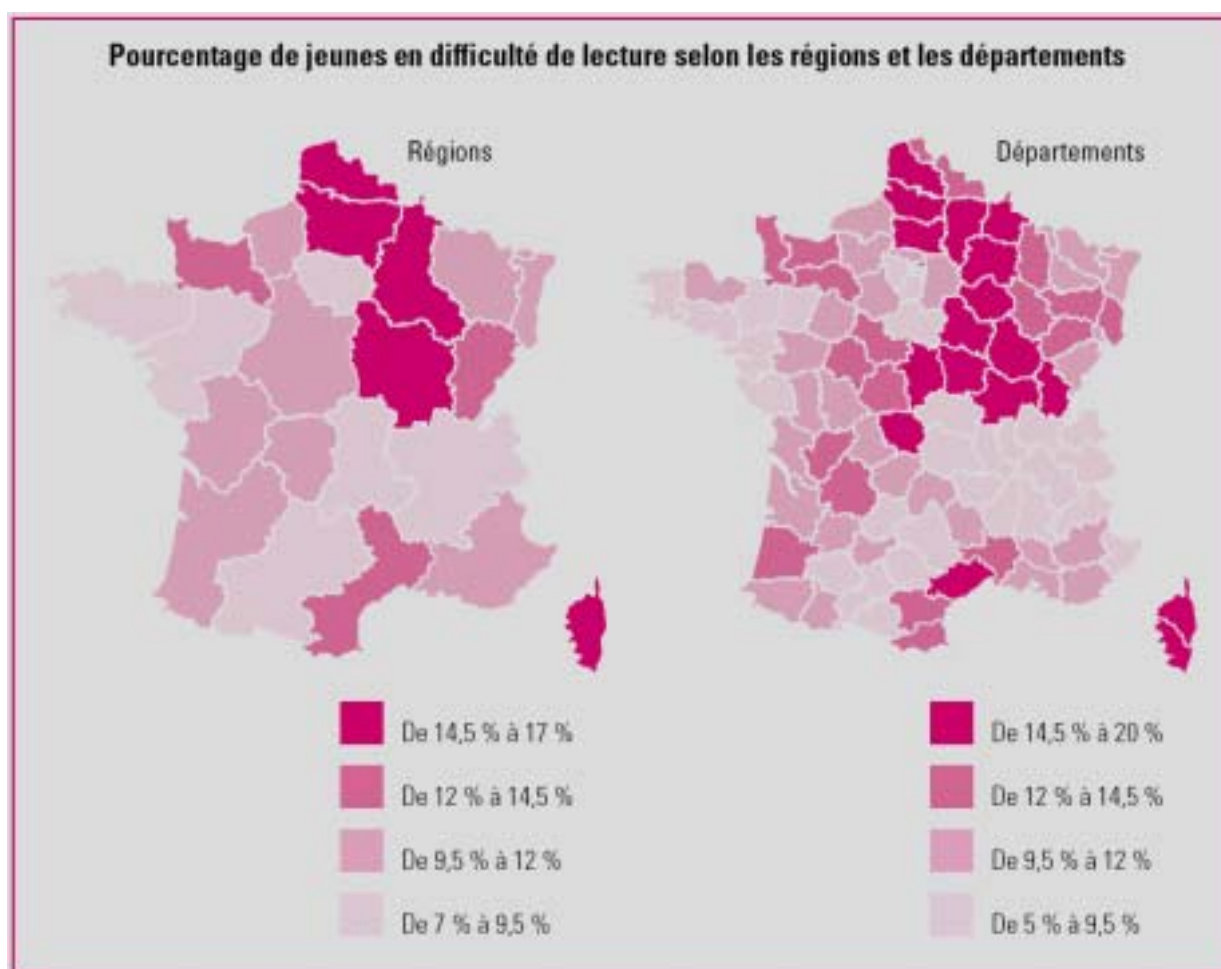 Pourcentage de jeunes en difficulté de lecture selon les régions et les départements
Régions
Départements
De 14,5 % à 17 %
De 12 % à 14,5 %
De 9,5 % à 12 %
De 7 % à 9,5 %
De 14,5 % à 20 %
De 12 % à 14,5 %
De 9,5 % à 12 %
De 5 % à 9,5 %